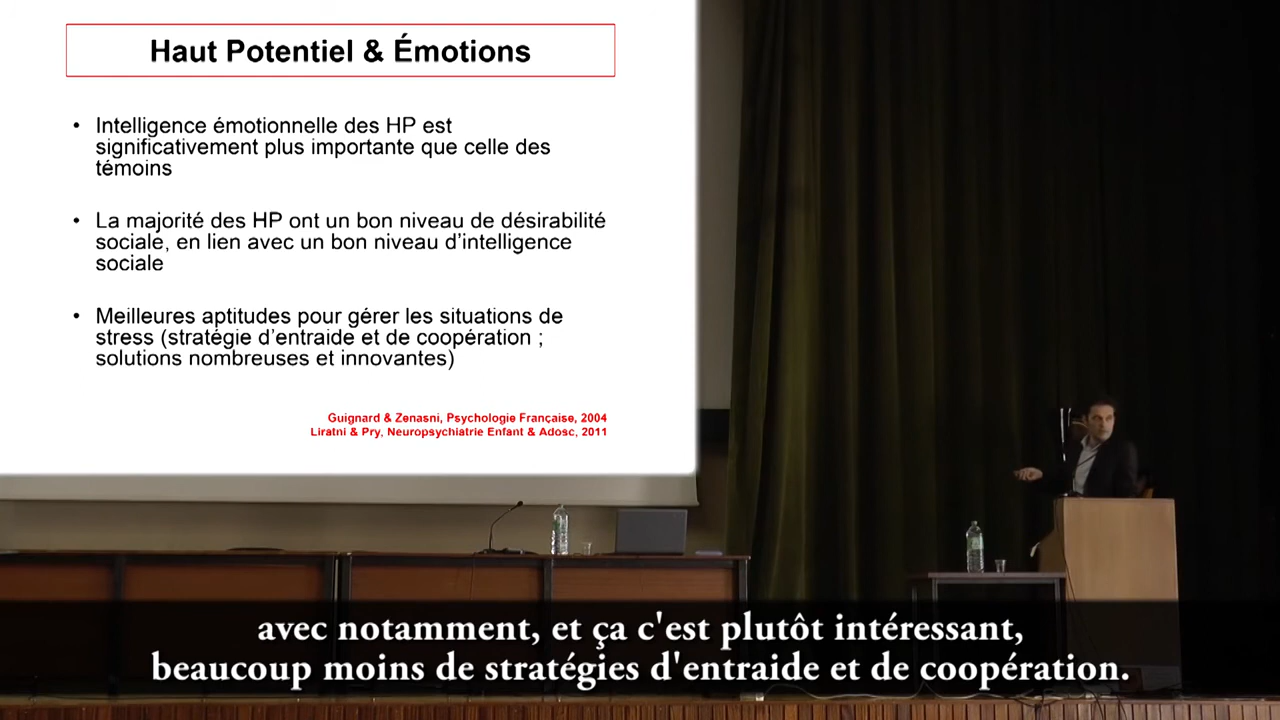 Haut Potentiel & Émotions
• Intelligence émotionnelle des HP est
significativement plus importante que celle des
témoins
• La majorité des HP ont un bon niveau de désirabilité
sociale, en lien avec un bon niveau d’intelligence
sociale
• Meilleures aptitudes pour gérer les situations de
stress (stratégie d’entraide et de coopération ;
solutions nombreuses et innovantes)
Guignard & Zenasni, Psychologie Française, 2004
Liratni & Pry, Neuropsychiatrie Enfant & Adosc, 2011
avec notamment, et ça c'est plutôt intéressant,
beaucoup moins de stratégies d'entraide et de coopération.